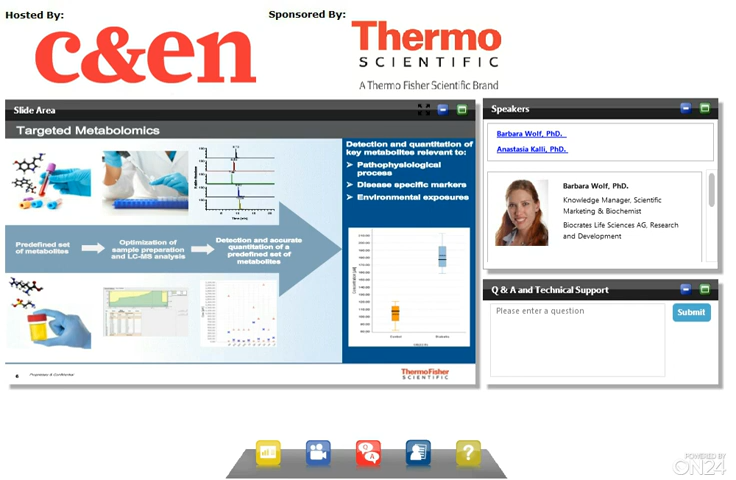 Hosted By:
Sponsored By:
c&en
Thermo
SCIENTIFIC
A Thermo Fisher Scientific Brand
Slide Area
Targeted Metabolomics
Predefined set
of metabolites
Optimization of
sample preparation
and LC-MS analysis
Detection and accurate
quantitation of a
predefined set of
metabolites
Detection and quantitation of
key metabolites relevant to:
Pathophysiological
process
Disease specific markers
Environmental exposures
Control
Proprietary & Confidential
ThermoFisher
SCIENTIFIC
Speakers
Barbara Wolf, PhD.
Anastasia Kalli, PhD.
Barbara Wolf, PhD.
Knowledge Manager, Scientific
Marketing & Biochemist
Biocrates Life Sciences AG, Research
and Development
Q & A and Technical Support
Please enter a question
Submit
Q
A
?
POWERED BY
ON24